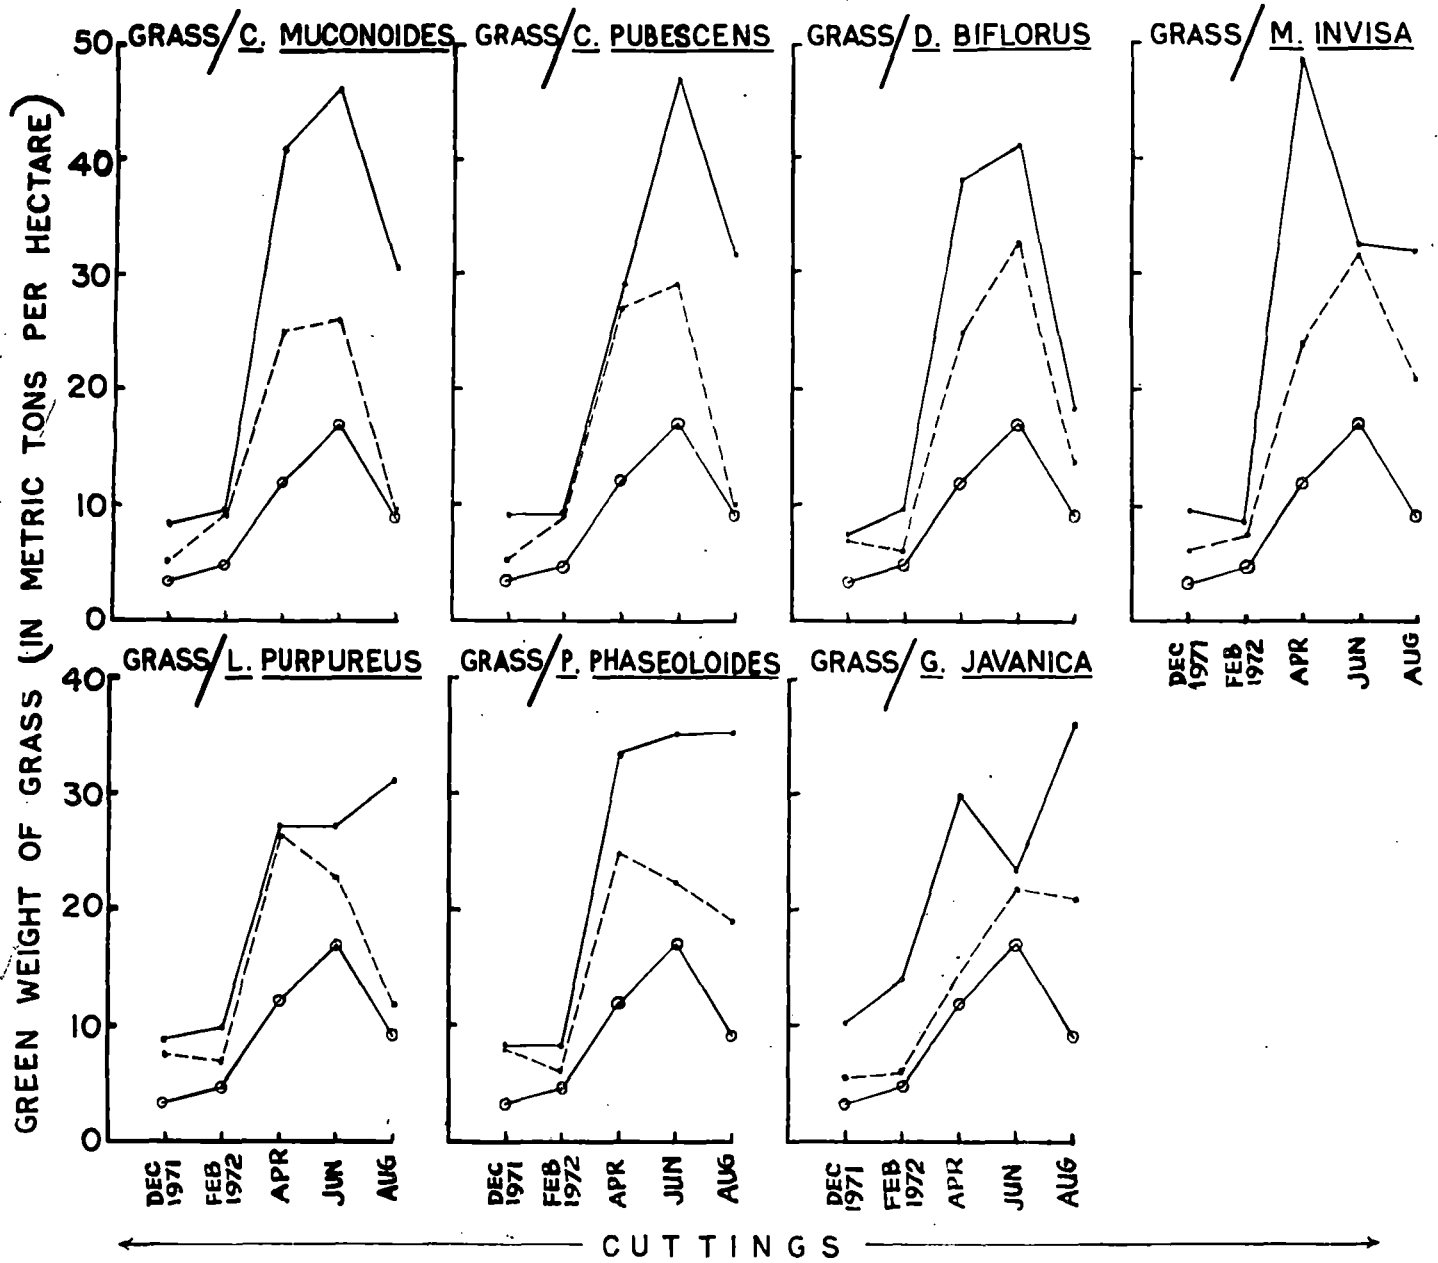 GREEN WEIGHT OF GRASS (IN METRIC TONS PER HECTARE)
GRASS/C. MUCONOIDES
50
40
30
20
10
0
GRASS/C. PUBESCENS
GRASS/D. BIFLORUS
GRASS/M. INVISA
DEC 1971
FEB 1972
APR
JUN
AUG
GRASS/L. PURPUREUS
40
30
20
10
0
DEC 1971
FEB 1972
APR
JUN
AUG
GRASS/P. PHASEOLOIDES
DEC 1971
FEB 1972
APR
JUN
AUG
GRASS/G. JAVANICA
DEC 1971
FEB 1972
APR
JUN
AUG
CUTTINGS